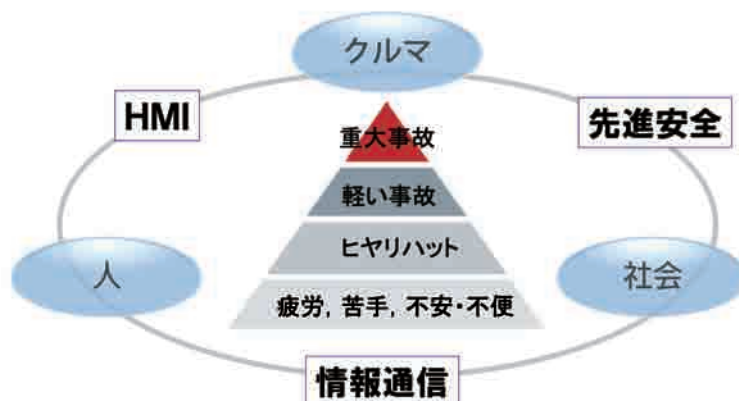 クルマ
HMI
先進安全
重大事故
軽い事故
ヒヤリハット
人
社会
疲労, 苦手, 不安・不便
情報通信